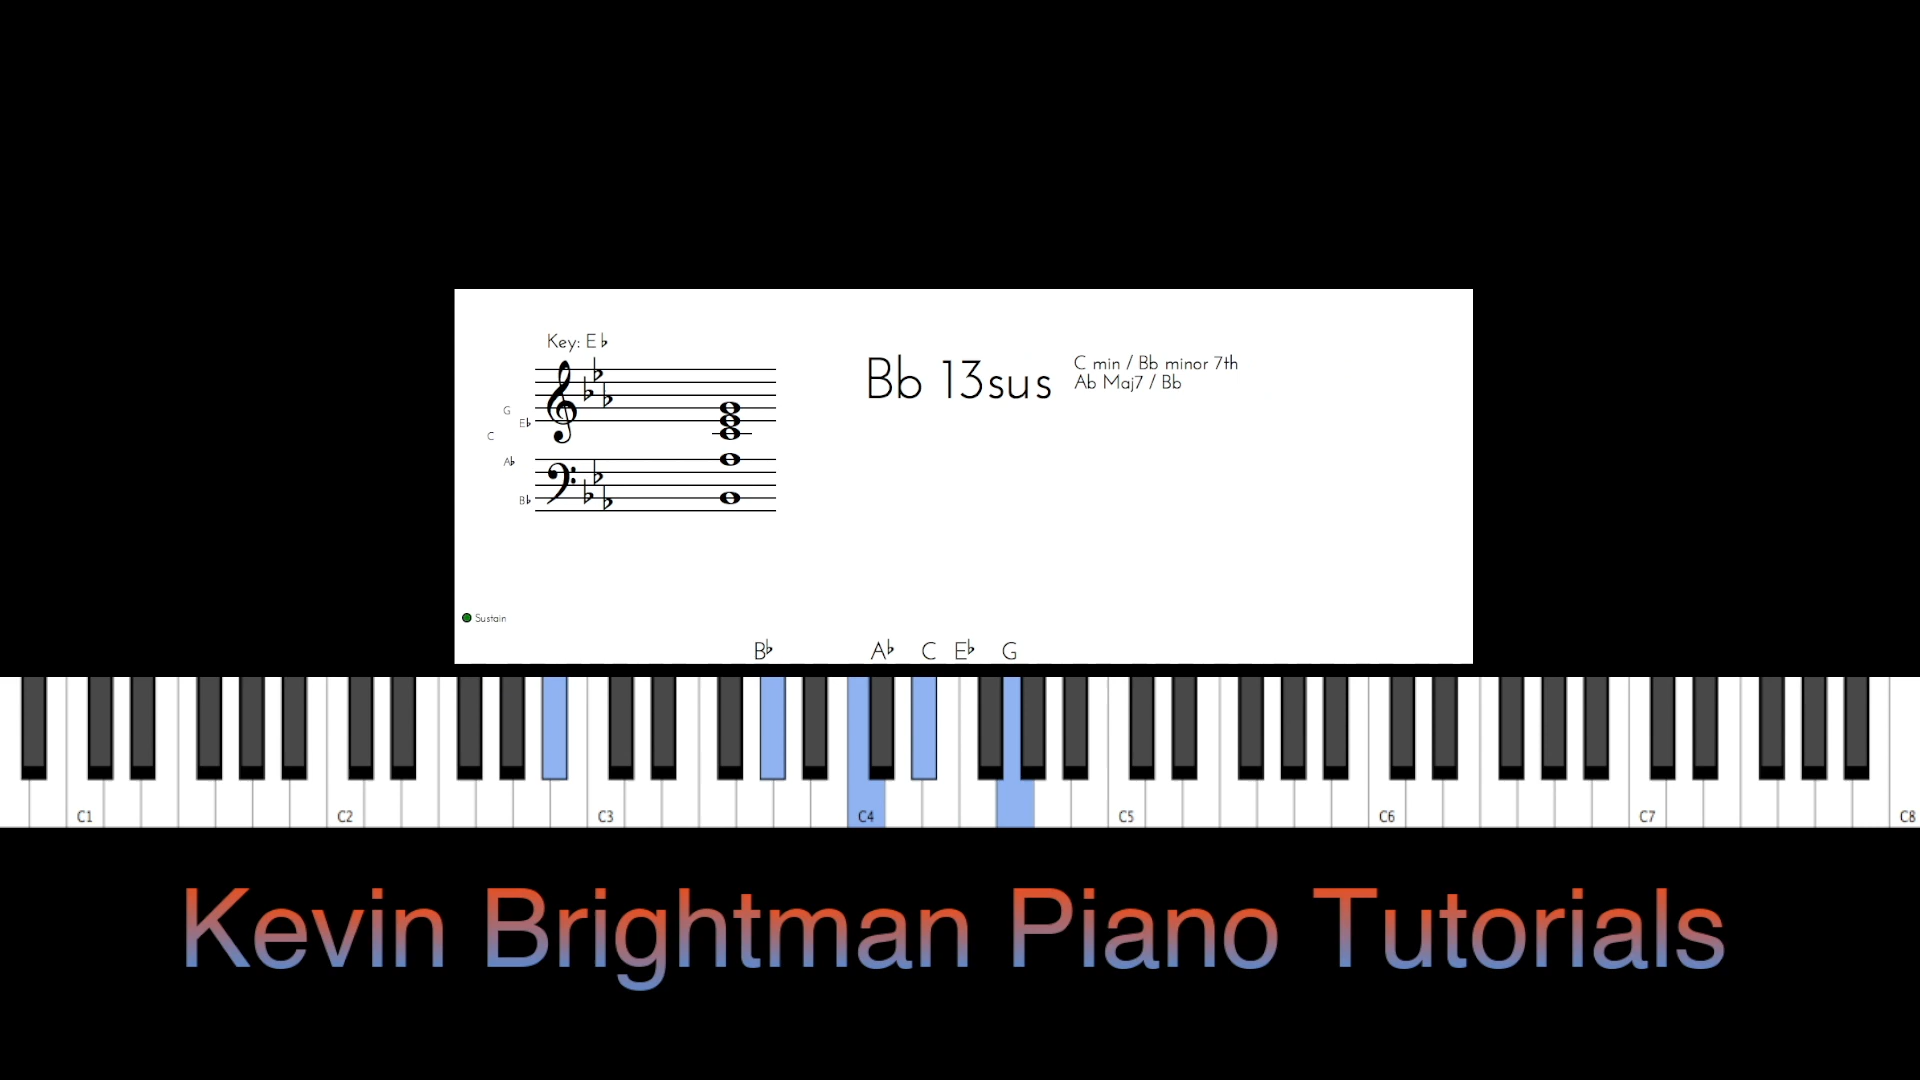 Key: E♭
Bb 13sus
C min / Bb minor 7th
Ab Maj7 / Bb
G
E♭
C
A♭
B♭
Sustain
B♭ A♭ C E♭ G
C1 C2 C3 C4 C5 C6 C7 C8
Kevin Brightman Piano Tutorials